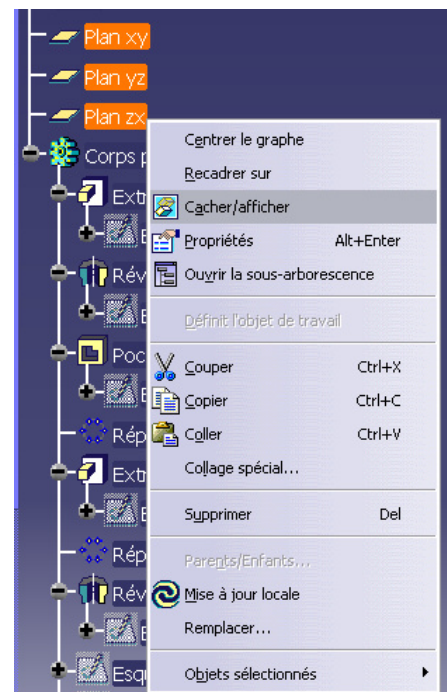 Plan xy
Plan yz
Plan zx
Corps p
Centrer le graphe
Recadrer sur
Extr
Cacher/afficher
Propriétés Alt+Enter
Rév
Ouvrir la sous-arborescence
Définit l'objet de travail
Poc
Couper Ctrl+X
Copier Ctrl+C
Rép
Coller Ctrl+V
Extr
Collage spécial...
Supprimer Del
Rép
Parents/Enfants...
Rév
Mise à jour locale
Remplacer...
Esqu
Objets sélectionnés